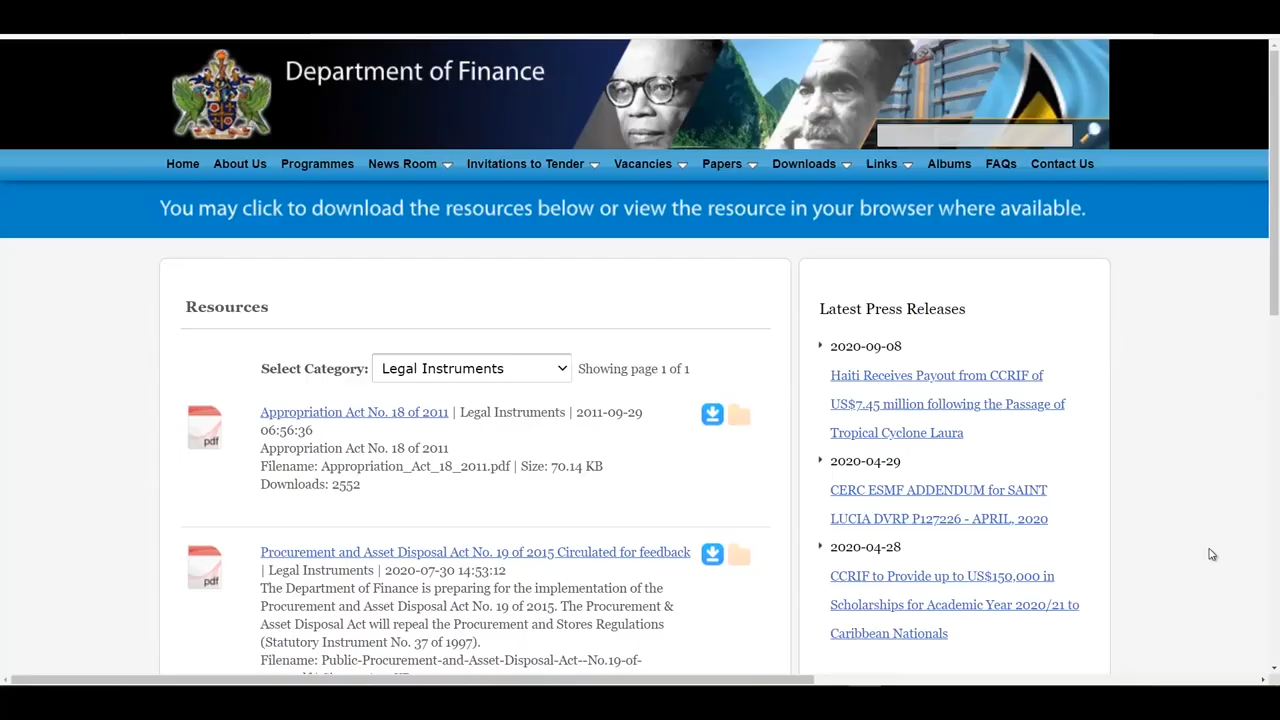 Department of Finance
Home About Us Programmes News Room Invitations to Tender Vacancies Papers Downloads Links Albums FAQs Contact Us
You may click to download the resources below or view the resource in your browser where available.
Resources
Select Category: Legal Instruments Showing page 1 of 1
Appropriation Act No. 18 of 2011 | Legal Instruments | 2011-09-29
06:56:36
Appropriation Act No. 18 of 2011
Filename: Appropriation_Act_18_2011.pdf | Size: 70.14 KB
Downloads: 2552
pdf
Procurement and Asset Disposal Act No. 19 of 2015 Circulated for feedback
| Legal Instruments | 2020-07-30 14:53:12
The Department of Finance is preparing for the implementation of the
Procurement and Asset Disposal Act No. 19 of 2015. The Procurement &
Asset Disposal Act will repeal the Procurement and Stores Regulations
(Statutory Instrument No. 37 of 1997).
Filename: Public-Procurement-and-Asset-Disposal-Act--No.19-of-
pdf
Latest Press Releases
2020-09-08
Haiti Receives Payout from CCRIF of
US$7.45 million following the Passage of
Tropical Cyclone Laura
2020-04-29
CERC ESMF ADDENDUM for SAINT
LUCIA DVRP P127226 - APRIL, 2020
2020-04-28
CCRIF to Provide up to US$150,000 in
Scholarships for Academic Year 2020/21 to
Caribbean Nationals